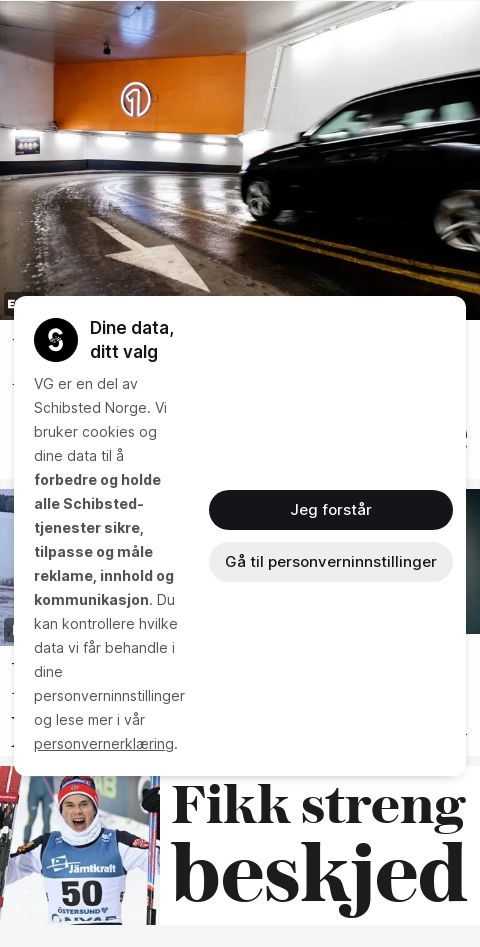 Dine data,
ditt valg
VG er en del av
Schibsted Norge. Vi
bruker cookies og
dine data til å
forbedre og holde
alle Schibsted-
tjenester sikre,
tilpasse og måle
reklame, innhold og
kommunikasjon. Du
kan kontrollere hvilke
data vi får behandle i
dine
personverninnstillinger
og lese mer i vår
personvernerklæring.
Jeg forstår
Gå til personverninnstillinger
Fikk streng
beskjed
Jämtkraft
50
ÖSTERSUND